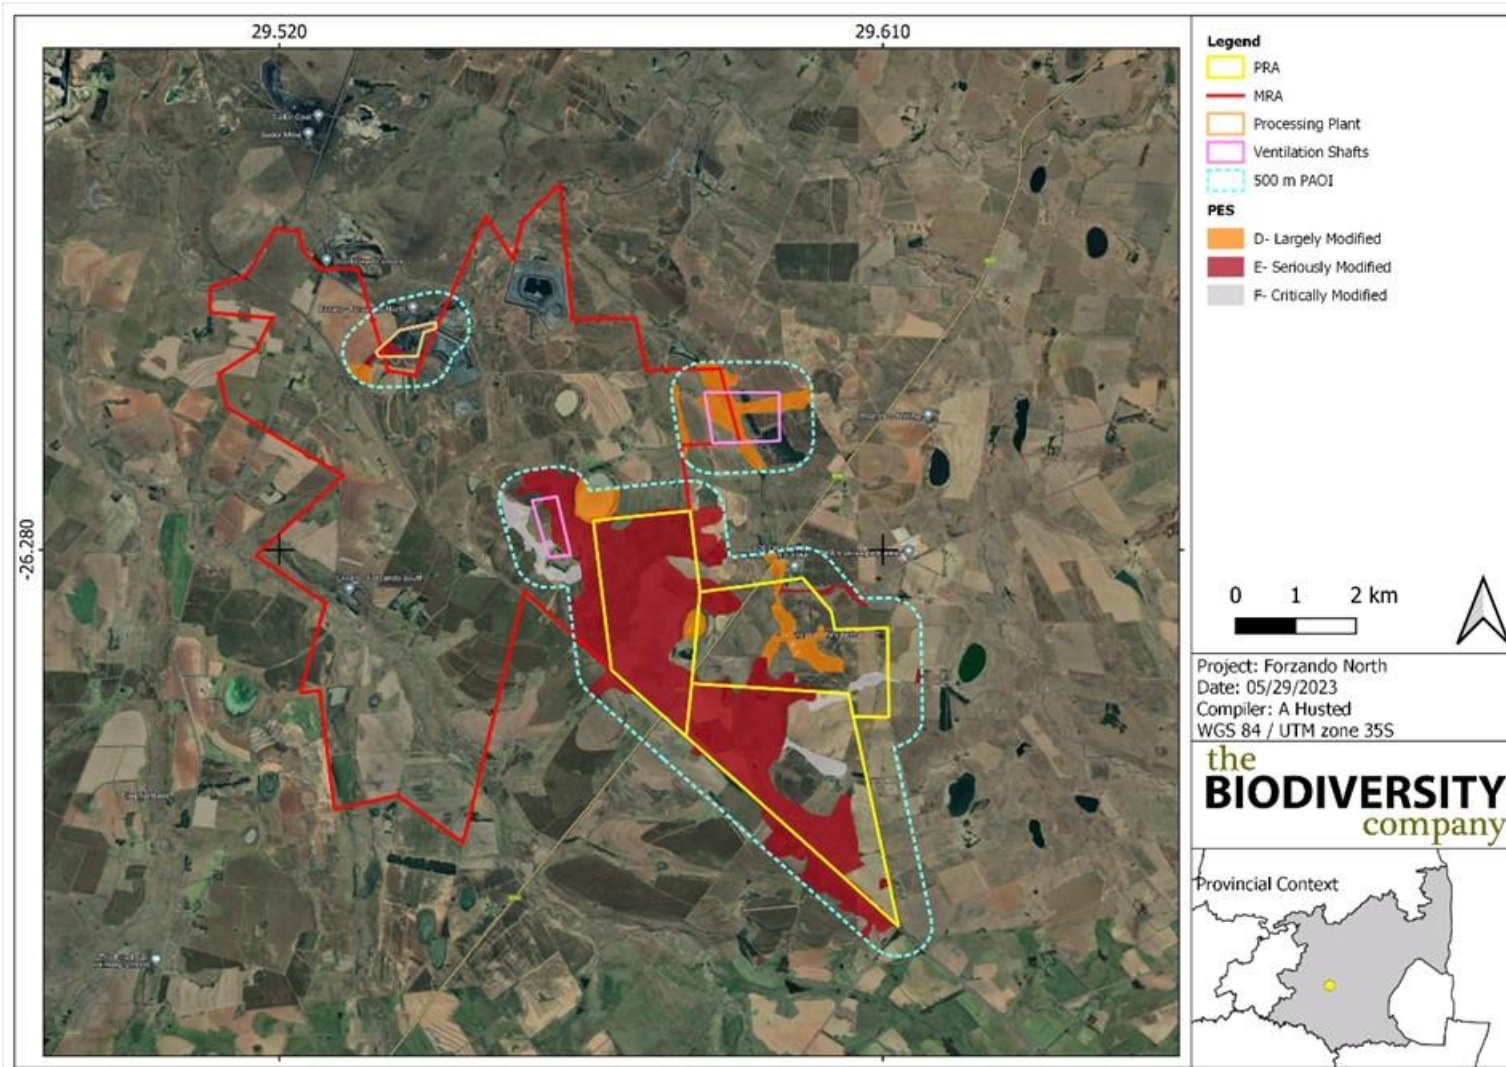 29.520
29.610
-26.280
Legend
PRA
MRA
Processing Plant
Ventilation Shafts
500 m PAOI
PES
D- Largely Modified
E- Seriously Modified
F- Critically Modified
0 1 2 km
Project: Forzando North
Date: 05/29/2023
Compiler: A Husted
WGS 84 / UTM zone 35S
the
BIODIVERSITY
company
Provincial Context